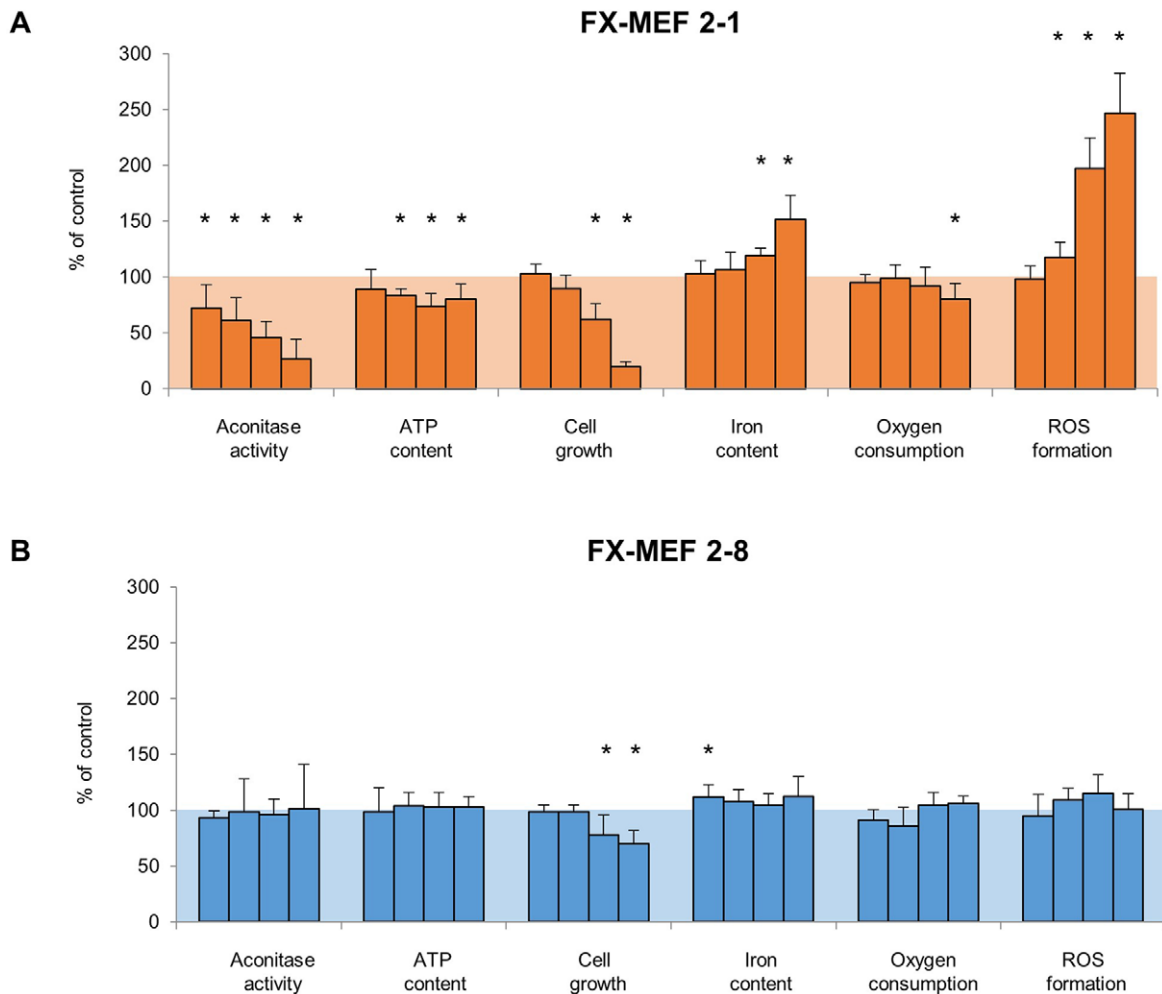 A
FX-MEF 2-1
* * *
300
250
200
* *
150
* * * *
* * *
* *
*
100
50
0
% of control
Aconitase
activity
ATP
content
Cell
growth
Iron
content
Oxygen
consumption
ROS
formation
B
FX-MEF 2-8
300
250
200
150
* *
*
100
50
0
% of control
Aconitase
activity
ATP
content
Cell
growth
Iron
content
Oxygen
consumption
ROS
formation